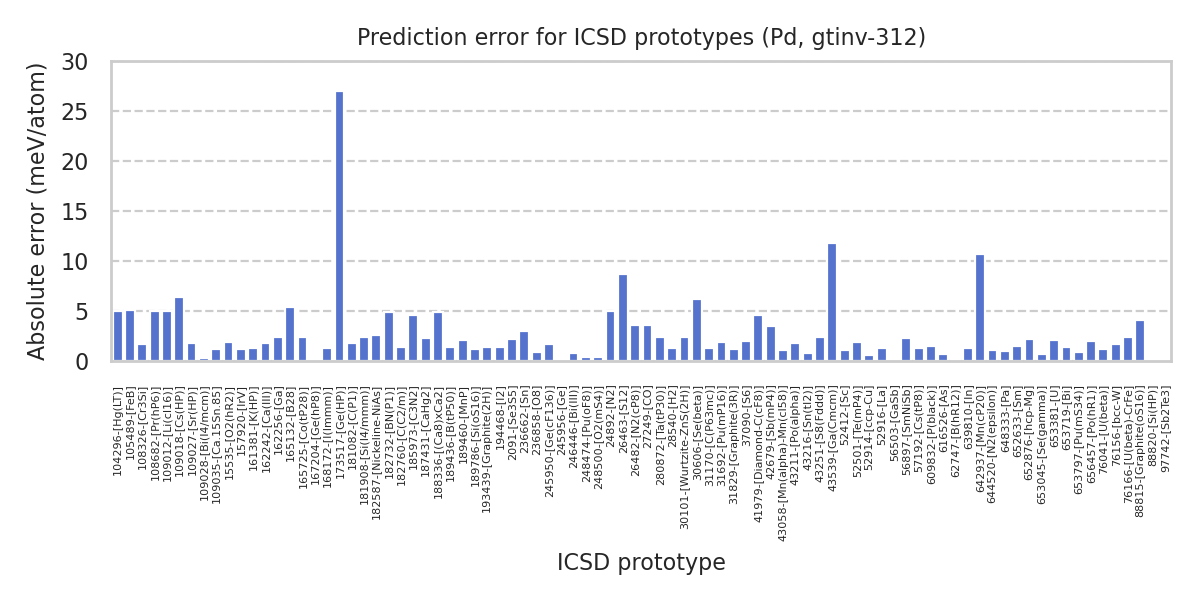 Prediction error for ICSD prototypes (Pd, gtinv-312)
Absolute error (meV/atom)
30
25
20
15
10
5
0
104296-[Hg(LT)]
105489-[FeB]
108326-[Cr3Si]
108682-[Pr(hP6)]
109012-[Li(cI16)]
109018-[Cs(HP)]
109027-[Sr(HP)]
109028-[Bi(I4/mcm)]
109035-[Ca.15Sn.85]
15535-[O2(hR2)]
157920-[IrV]
161381-[K(HP)]
162242-[Ca(III)]
162256-[Ga]
165132-[B28]
165725-[Co(tP28)]
167204-[Ge(hP8)]
168172-[I(Immm)]
173517-[Ge(HP)]
181082-[C(P1)]
181908-[Si(I4/mmm)]
182587-[Nickeline-NiAs]
182732-[BN(P1)]
182760-[C(C2/m)]
185973-[C3N2]
187431-[CaHg2]
188336-[(Ca8)xCa2]
189436-[B(tP50)]
189460-[MnP]
189786-[Si(oS16)]
193439-[Graphite(2H)]
194468-[I2]
2091-[Se3S5]
236662-[Sn]
236858-[O8]
245950-[Ge(cF136)]
245956-[Ge]
246446-[Bi(III)]
248474-[Pu(oF8)]
248500-[O2(mS4)]
24892-[N2]
26463-[S12]
26482-[N2(cP8)]
27249-[CO]
280872-[Ta(tP30)]
28540-[H2]
30101-[Wurtzite-ZnS(2H)]
30606-[Se(beta)]
31170-[C(P63mc)]
31692-[Pu(mP16)]
31829-[Graphite(3R)]
37090-[S6]
41979-[Diamond-C(cF8)]
42679-[Sb(mP4)]
43058-[Mn(alpha)-Mn(cI58)]
43211-[Po(alpha)]
43216-[Sn(tI2)]
43251-[S8(Fddd)]
43539-[Ga(Cmcm)]
52412-[Sc]
52501-[Te(mP4)]
52914-[fcc-Cu]
52916-[La]
56503-[GaSb]
56897-[SmNiSb]
57192-[Cs(tP8)]
609832-[P(black)]
616526-[As]
62747-[B(hR12)]
639810-[In]
642937-[Mn(cP20)]
644520-[N2(epsilon)]
648333-[Pa]
652633-[Sm]
652876-[hcp-Mg]
653045-[Se(gamma)]
653381-[U]
653719-[Bi]
653797-[Pu(mS34)]
656457-[Po(hR1)]
76041-[U(beta)]
76156-[bcc-W]
76166-[U(beta)-CrFe]
88815-[Graphite(oS16)]
88820-[Si(HP)]
97742-[Sb2Te3]
ICSD prototype